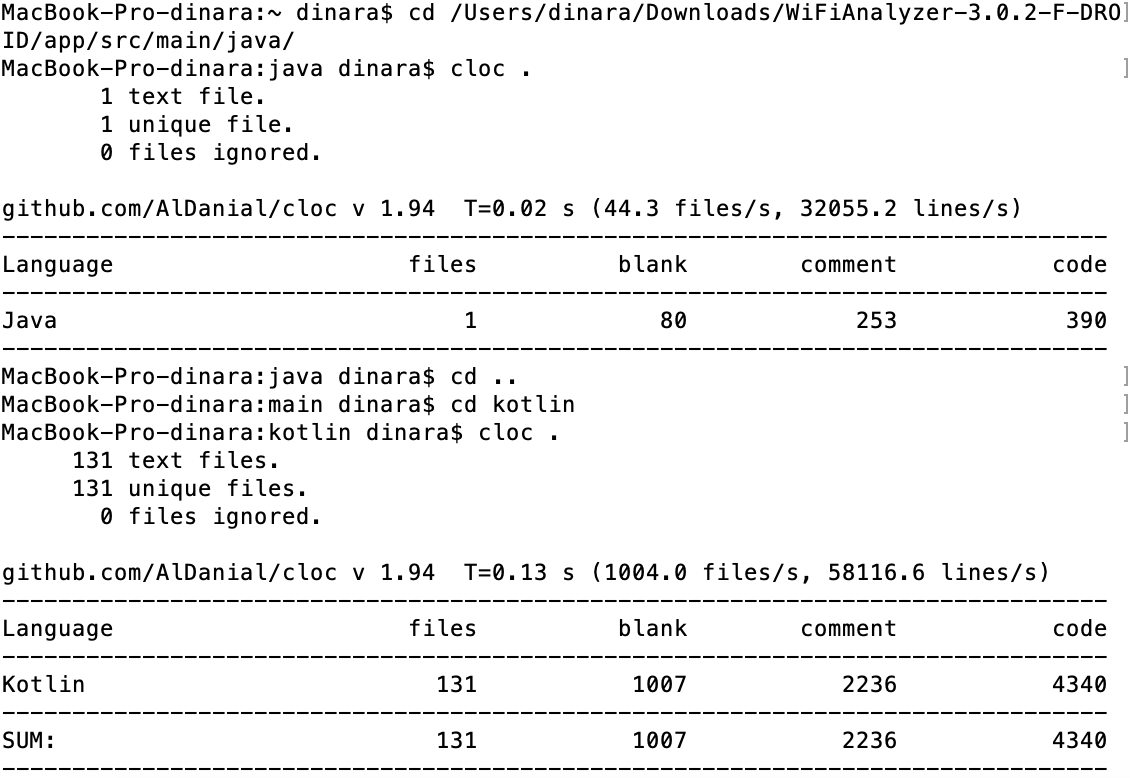 MacBook-Pro-dinara:~ dinara$ cd /Users/dinara/Downloads/WiFiAnalyzer-3.0.2-F-DRO]
ID/app/src/main/java/
MacBook-Pro-dinara:java dinara$ cloc . ]
1 text file.
1 unique file.
0 files ignored.
github.com/AlDanial/cloc v 1.94  T=0.02 s (44.3 files/s, 32055.2 lines/s)
-------------------------------------------------------------------------------
Language files blank comment code
-------------------------------------------------------------------------------
Java 1 80 253 390
-------------------------------------------------------------------------------
MacBook-Pro-dinara:java dinara$ cd .. ]
MacBook-Pro-dinara:main dinara$ cd kotlin ]
MacBook-Pro-dinara:kotlin dinara$ cloc . ]
131 text files.
131 unique files.
0 files ignored.
github.com/AlDanial/cloc v 1.94  T=0.13 s (1004.0 files/s, 58116.6 lines/s)
-------------------------------------------------------------------------------
Language files blank comment code
-------------------------------------------------------------------------------
Kotlin 131 1007 2236 4340
-------------------------------------------------------------------------------
SUM: 131 1007 2236 4340
-------------------------------------------------------------------------------